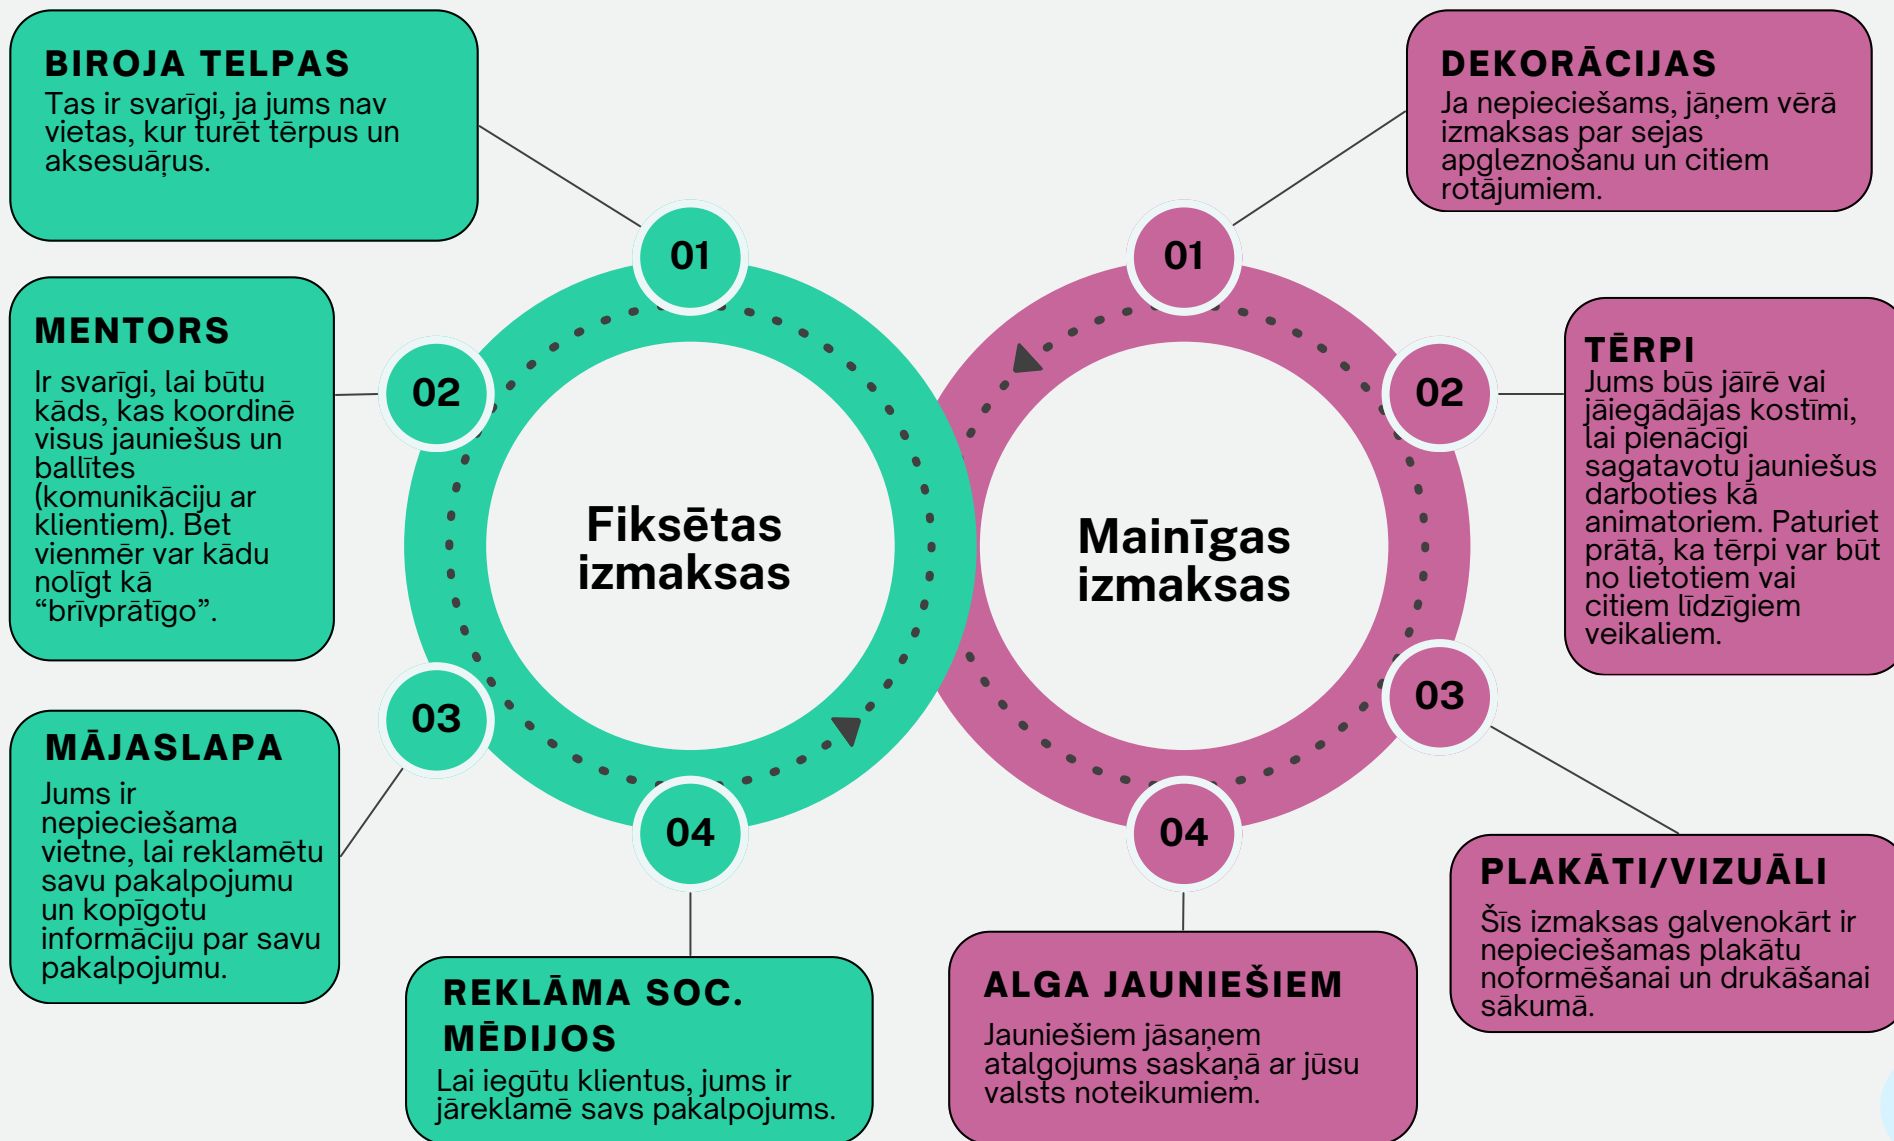 BIROJA TELPAS
Tas ir svarīgi, ja jums nav
vietas, kur turēt tērpus un
aksesuāŗus.
01
MENTORS
Ir svarīgi, lai būtu
kāds, kas koordinē
visus jauniešus un
ballītes
(komunikāciju ar
klientiem). Bet
vienmēr var kādu
nolīgt kā
“brīvprātīgo”.
02
MĀJASLAPA
Jums ir
nepieciešama
vietne, lai reklamētu
savu pakalpojumu
un kopīgotu
informāciju par savu
pakalpojumu.
03
REKLĀMA SOC.
MĒDIJOS
Lai iegūtu klientus, jums ir
jāreklamē savs pakalpojums.
04
Fiksētas
izmaksas
DEKORĀCIJAS
Ja nepieciešams, jāņem vērā
izmaksas par sejas
apgleznošanu un citiem
rotājumiem.
01
TĒRPI
Jums būs jāīrē vai
jāiegādājas kostīmi,
lai pienācīgi
sagatavotu jauniešus
darboties kā
animatoriem. Paturiet
prātā, ka tērpi var būt
no lietotiem vai
citiem līdzīgiem
veikaliem.
02
PLAKĀTI/VIZUĀLI
Šīs izmaksas galvenokārt ir
nepieciešamas plakātu
noformēšanai un drukāšanai
sākumā.
03
ALGA JAUNIEŠIEM
Jauniešiem jāsaņem
atalgojums saskaņā ar jūsu
valsts noteikumiem.
04
Mainīgas
izmaksas